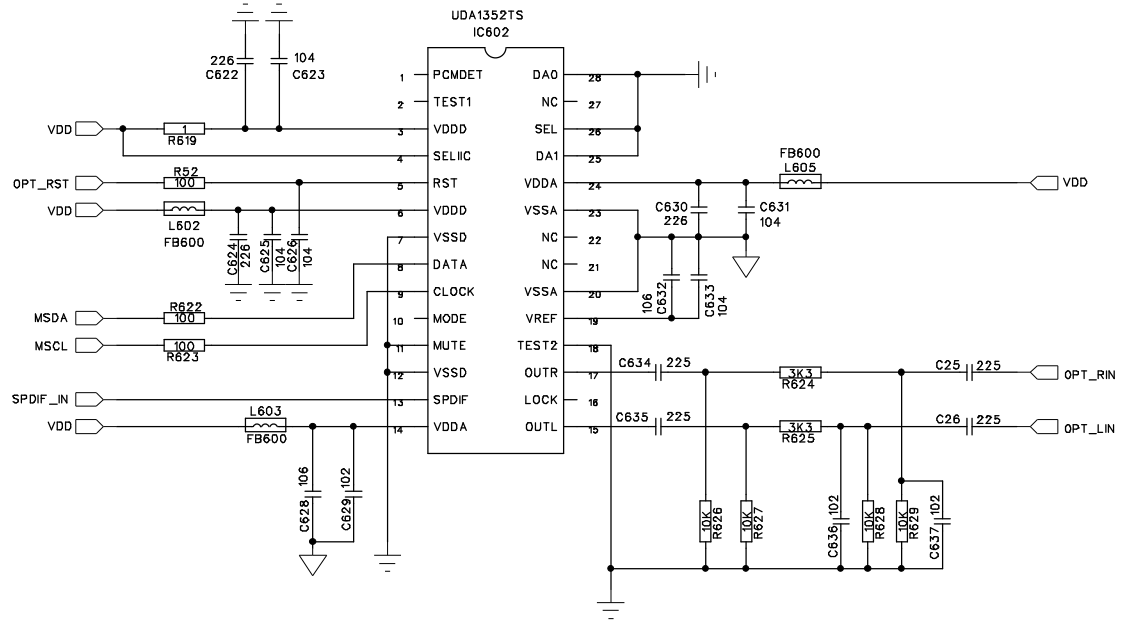 UDA1352TS
IC602
226
C622
104
C623
1 PCMDET DA0 28
2 TEST1 NC 27
VDD 1 3 VDDD SEL 26
R619
4 SELIIC DA1 25
FB600
L605
OPT_RST R52 100 5 RST VDDA 24 VDD
VDD 6 VDDD VSSA 23
L602
FB600
C630
226
C631
104
C624
226
C625
104
C626
104
7 VSSD NC 22
8 DATA NC 21
9 CLOCK VSSA 20
106
C632
C633
104
MSDA R622 100 10 MODE VREF 19
MSCL 100 R623 11 MUTE TEST2 18
12 VSSD OUTR 17 C634 225 3K3 R624 C25 225 OPT_RIN
SPDIF_IN 13 SPDIF LOCK 16
VDD L603 FB600 14 VDDA OUTL 15 C635 225 3K3 R625 C26 225 OPT_LIN
106
C628
102
C629
10K
R626
10K
R627
102
C636
10K
R628
10K
R629
102
C637